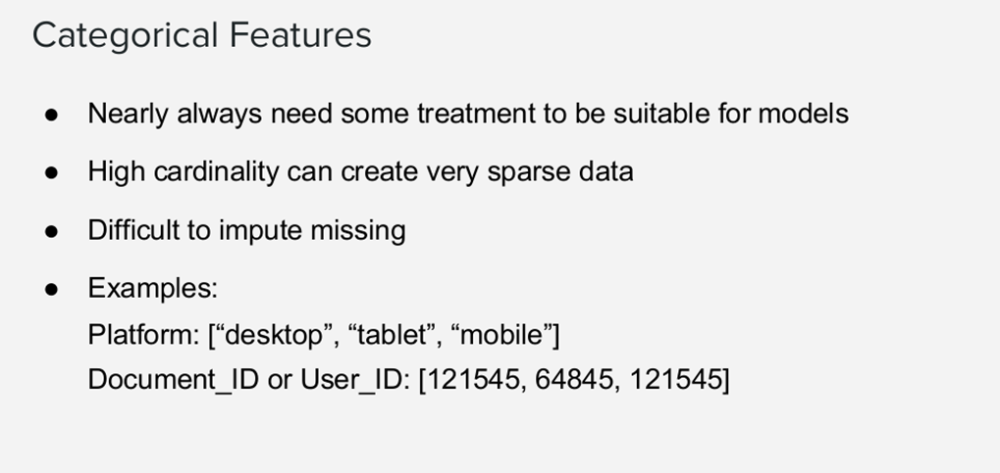 Categorical Features
● Nearly always need some treatment to be suitable for models
● High cardinality can create very sparse data
● Difficult to impute missing
● Examples:
Platform: [“desktop”, “tablet”, “mobile”]
Document_ID or User_ID: [121545, 64845, 121545]